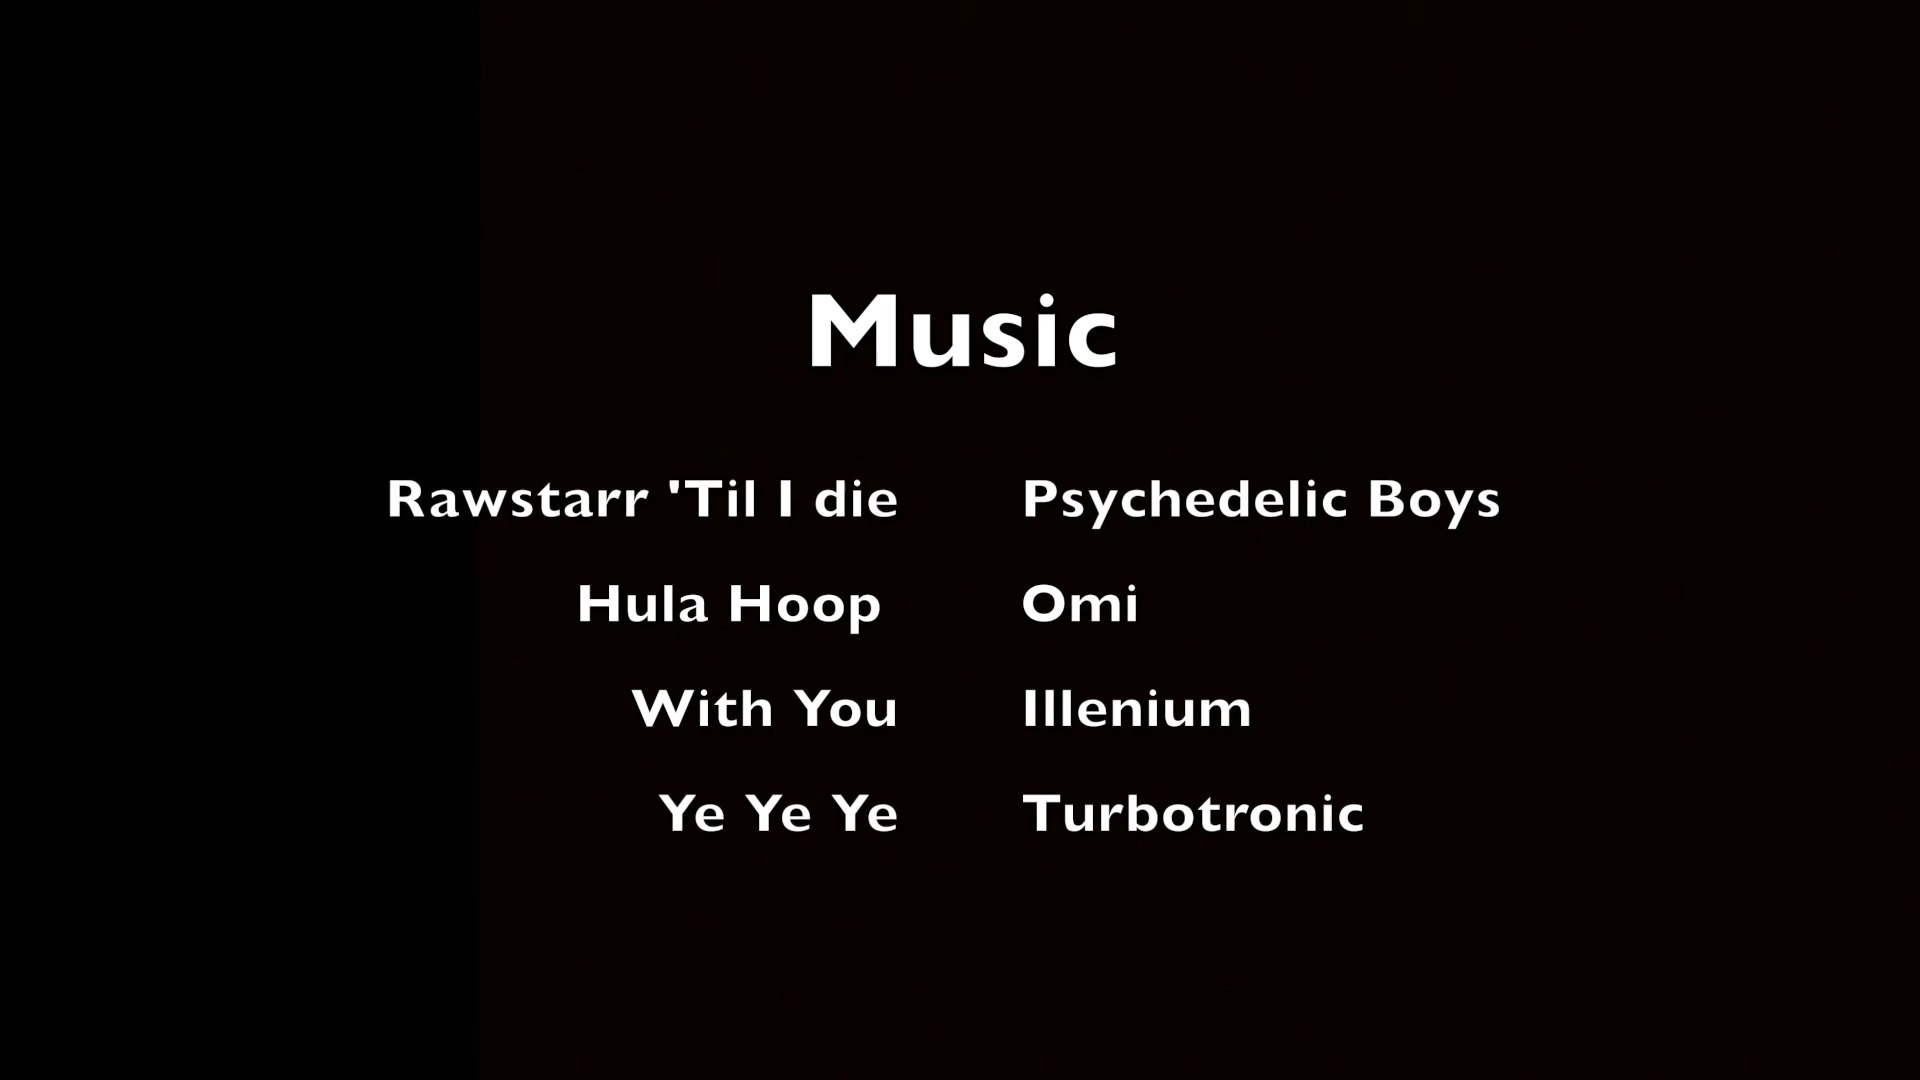 Music
Rawstarr 'Til I die Psychedelic Boys
Hula Hoop Omi
With You Illenium
Ye Ye Ye Turbotronic